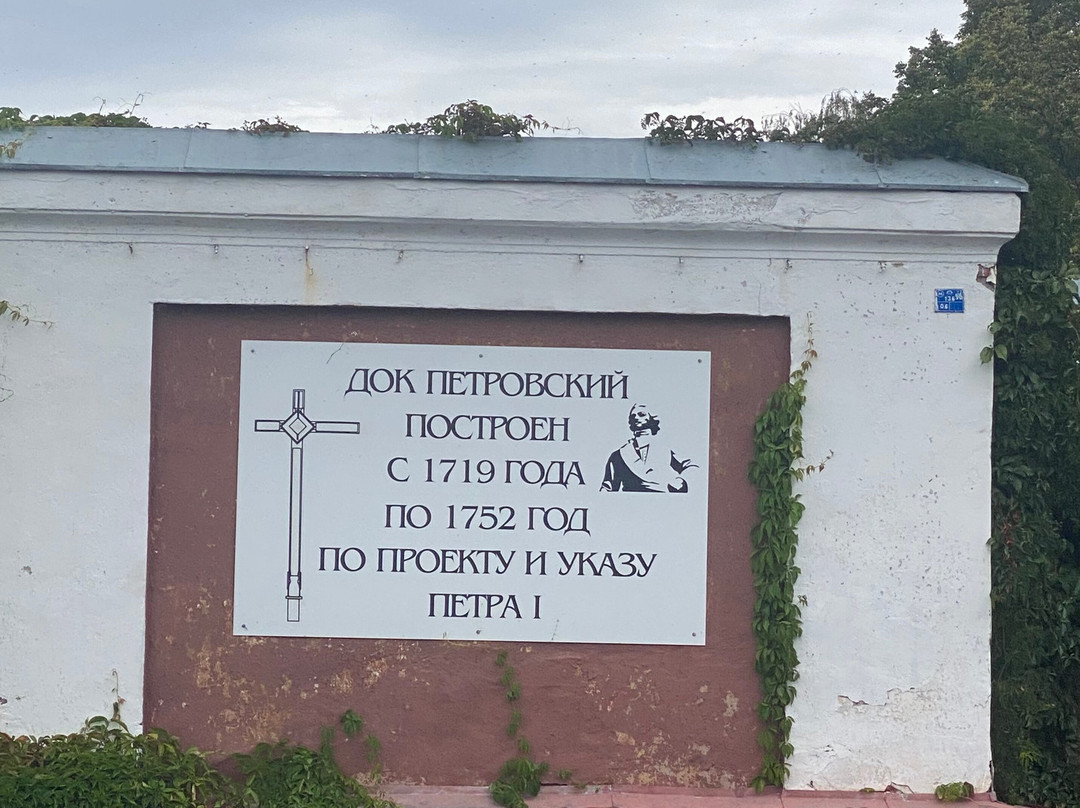 ДОК ПЕТРОВСКИЙ
ПОСТРОЕН
С 1719 ГОДА
ПО 1752 ГОД
ПО ПРОЕКТУ И УКАЗУ
ПЕТРА I